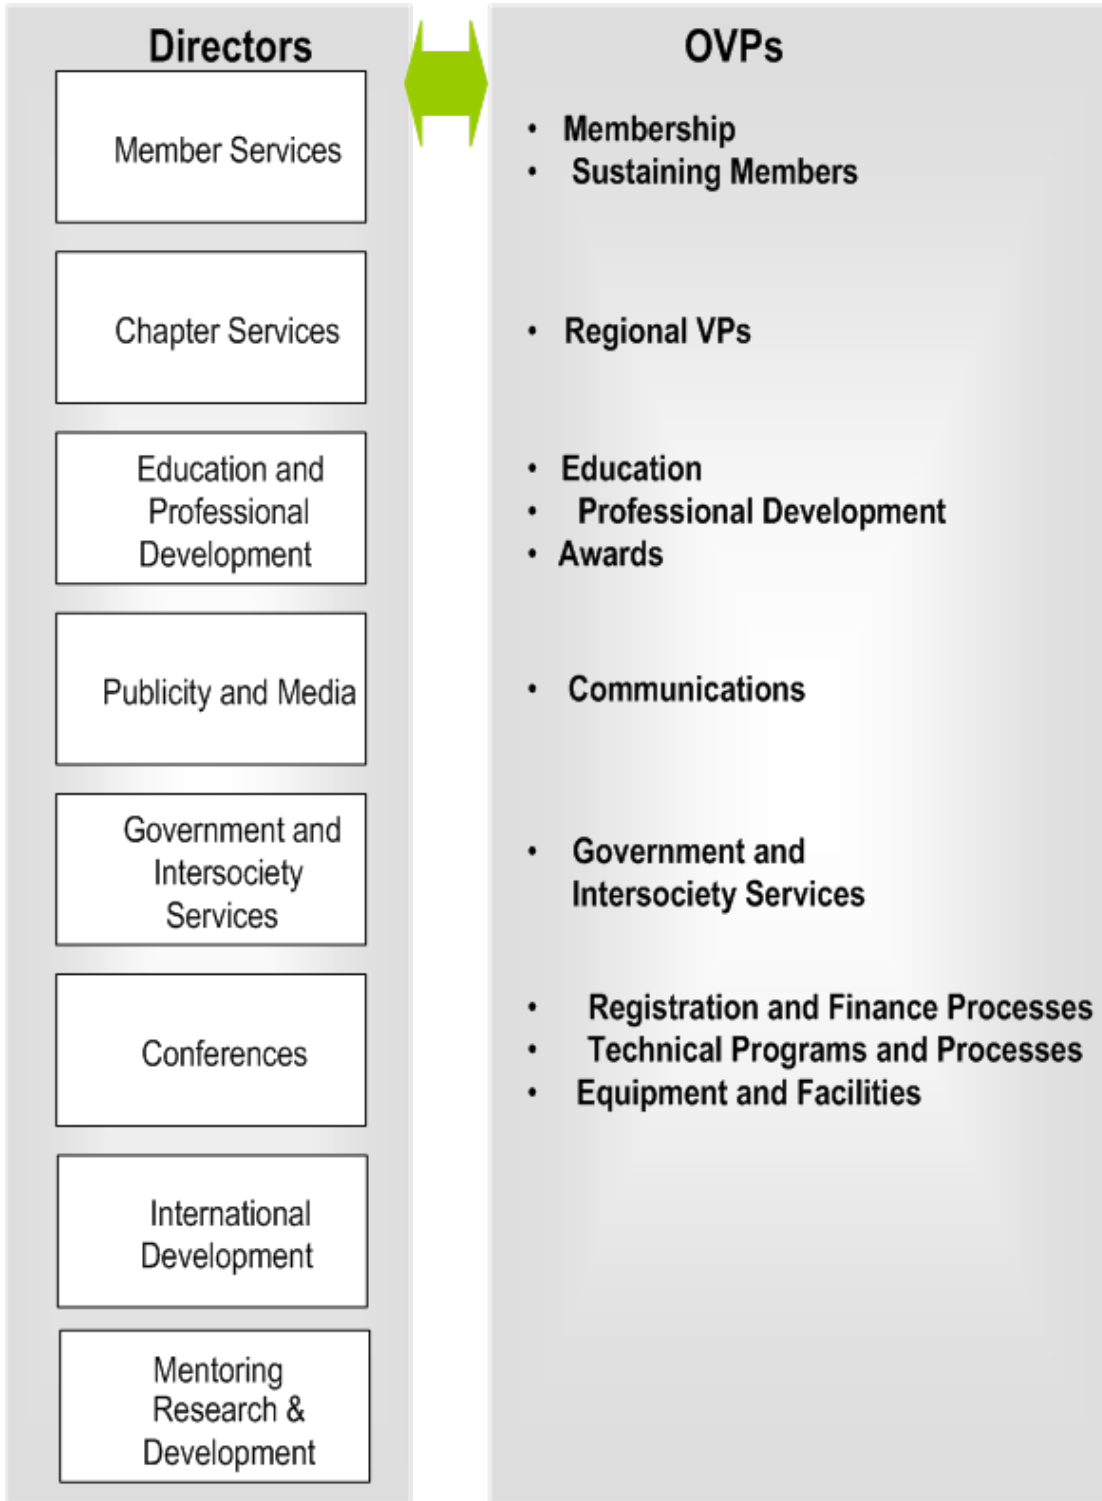 Directors
Member Services
Chapter Services
Education and
Professional
Development
Publicity and Media
Government and
Intersociety
Services
Conferences
International
Development
Mentoring
Research &
Development
OVPs
• Membership
• Sustaining Members
• Regional VPs
• Education
• Professional Development
• Awards
• Communications
• Government and
Intersociety Services
• Registration and Finance Processes
• Technical Programs and Processes
• Equipment and Facilities